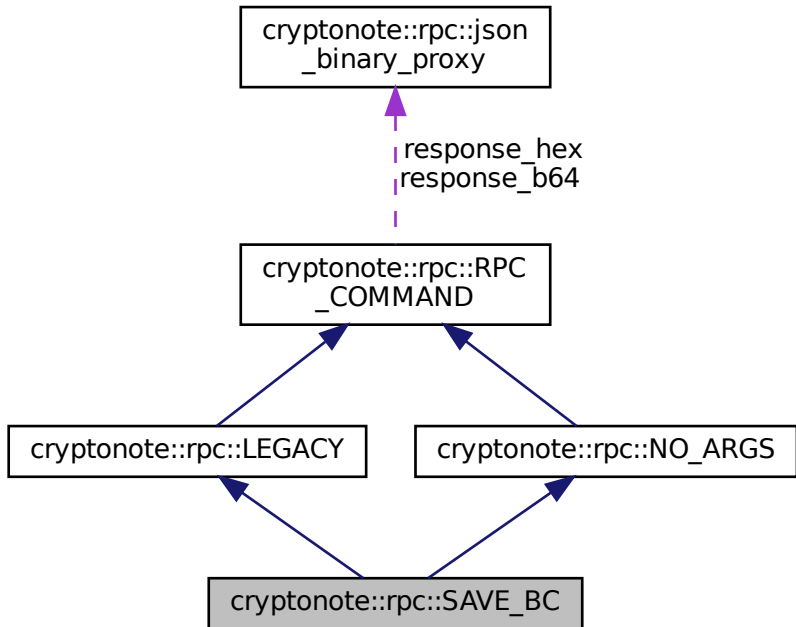 cryptonote::rpc::json
_binary_proxy
response_hex
response_b64
cryptonote::rpc::RPC
_COMMAND
cryptonote::rpc::LEGACY
cryptonote::rpc::NO_ARGS
cryptonote::rpc::SAVE_BC